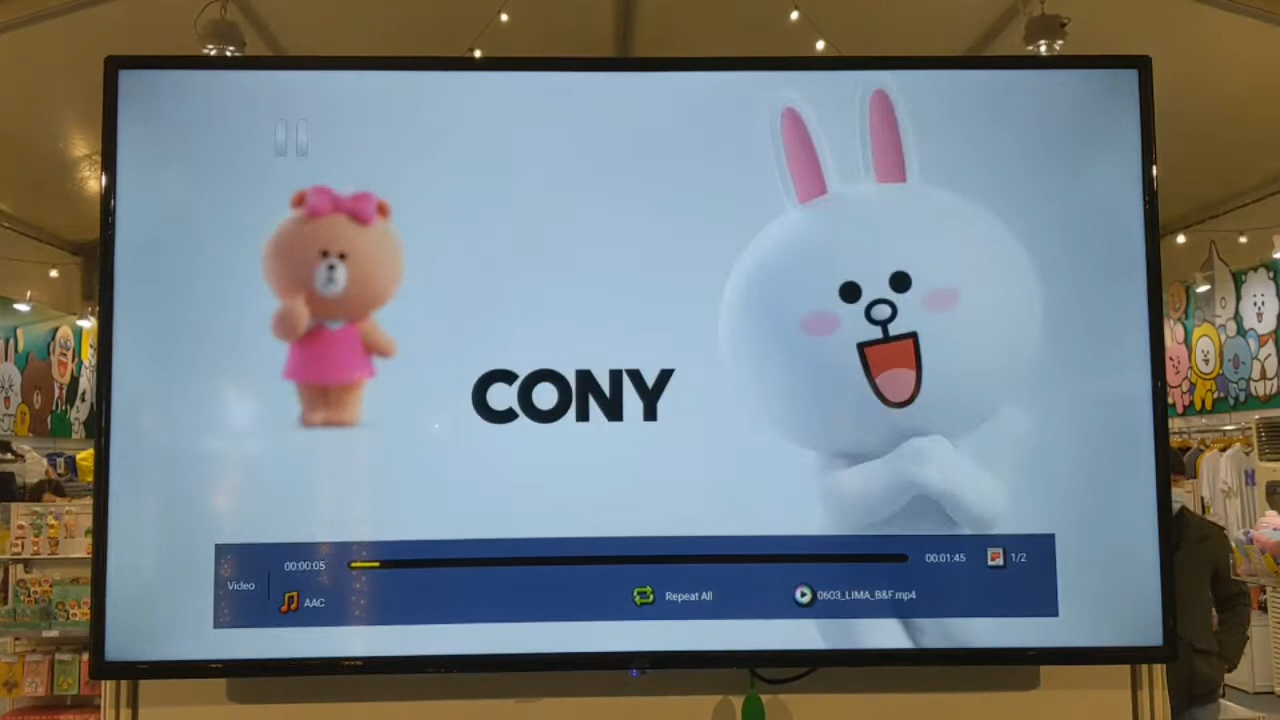 CONY
00:00:05
00:01:45
1/2
Video
AAC
Repeat All
0603_LIMA_B&F.mp4